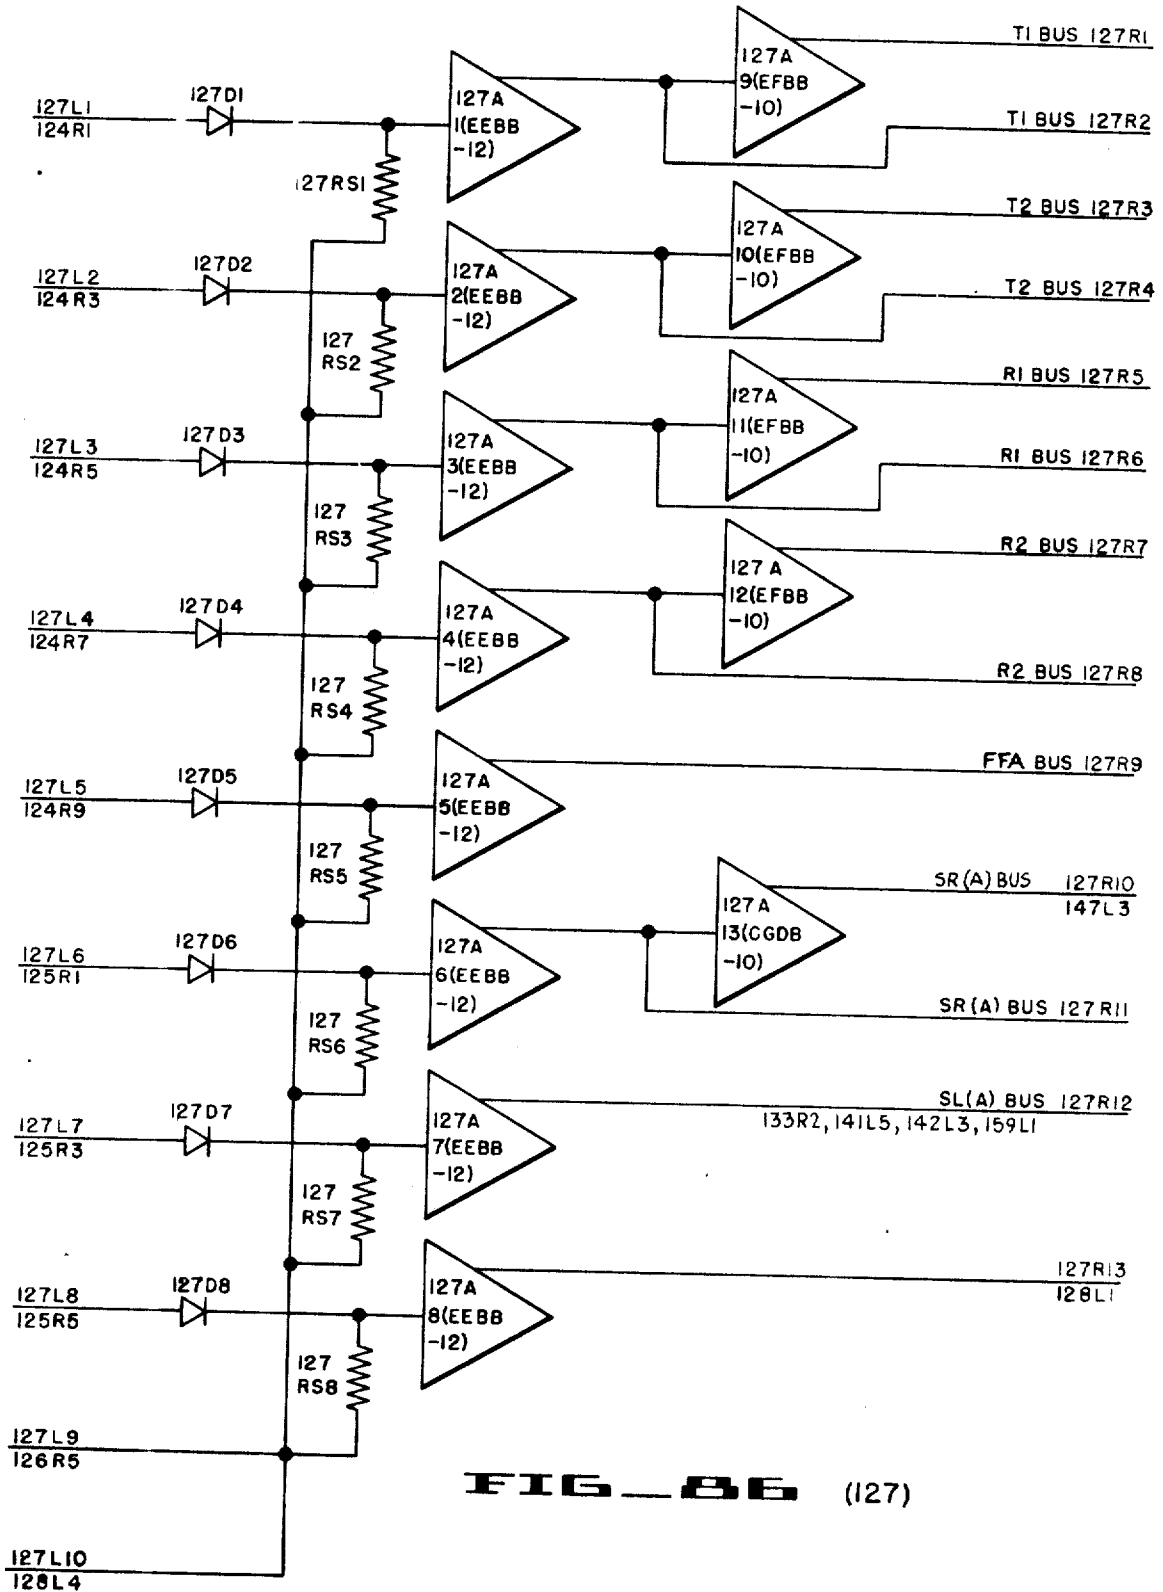 T1 BUS 127R1
127A
9(EFBB
-10)
127D1
127L1
124R1
127A
1(EEBB
-12)
T1 BUS 127R2
127RS1
T2 BUS 127R3
127A
10(EFBB
-10)
127D2
127L2
124R3
127A
2(EEBB
-12)
T2 BUS 127R4
127
RS2
R1 BUS 127R5
127A
11(EFBB
-10)
127D3
127L3
124R5
127A
3(EEBB
-12)
R1 BUS 127R6
127
RS3
R2 BUS 127R7
127A
12(EFBB
-10)
127D4
127L4
124R7
127A
4(EEBB
-12)
R2 BUS 127R8
127
RS4
FFA BUS 127R9
127D5
127L5
124R9
127A
5(EEBB
-12)
127
RS5
SR(A) BUS 127R10
147L3
127A
13(CGDB
-10)
127D6
127L6
125R1
127A
6(EEBB
-12)
SR(A) BUS 127R11
127
RS6
SL(A) BUS 127R12
133R2, 141L5, 142L3, 159L1
127D7
127L7
125R3
127A
7(EEBB
-12)
127
RS7
127R13
128L1
127D8
127L8
125R5
127A
8(EEBB
-12)
127
RS8
127L9
126R5
FIG_86 (127)
127L10
128L4